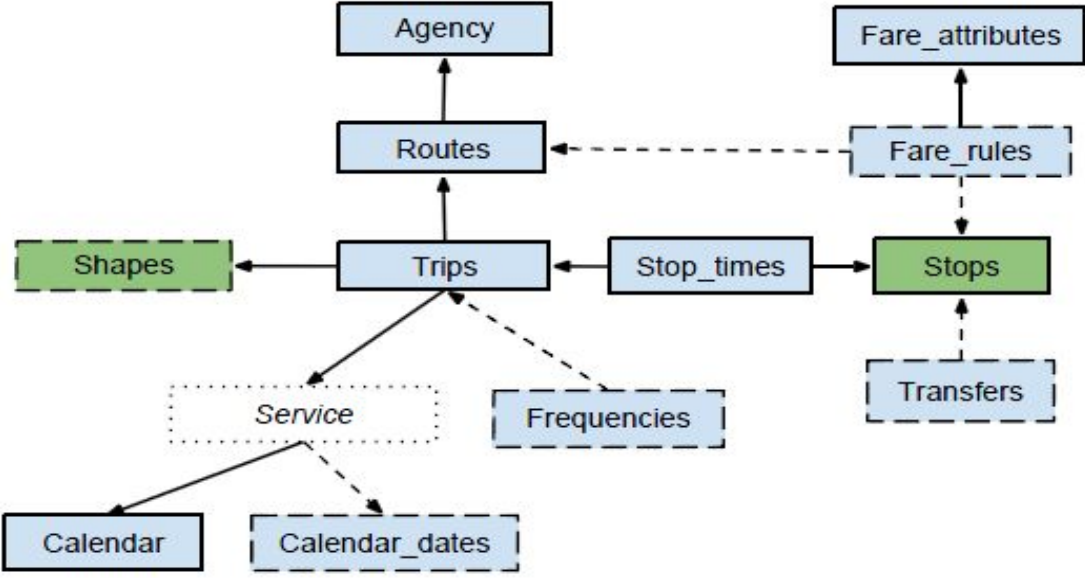 Agency
Fare_attributes
Routes
Fare_rules
Shapes
Trips
Stop_times
Stops
Service
Frequencies
Transfers
Calendar
Calendar_dates